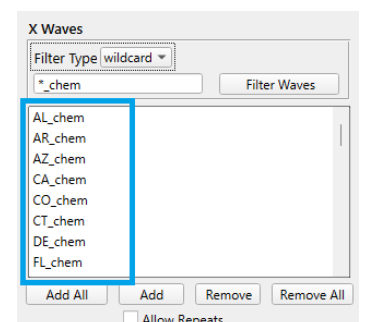 X Waves
Filter Type wildcard
*_chem Filter Waves
AL_chem
AR_chem
AZ_chem
CA_chem
CO_chem
CT_chem
DE_chem
FL_chem
Add All Add Remove Remove All
Allow Repeats